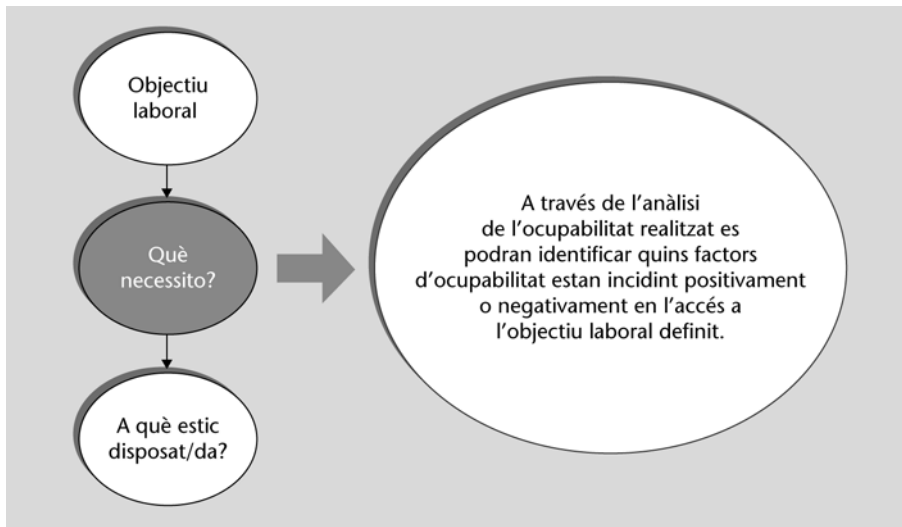 Objectiu
laboral
Què
necessito?
A què estic
disposat/da?
A través de l'anàlisi
de l'ocupabilitat realitzat es
podran identificar quins factors
d'ocupabilitat estan incidint positivament
o negativament en l'accés a
l'objectiu laboral definit.